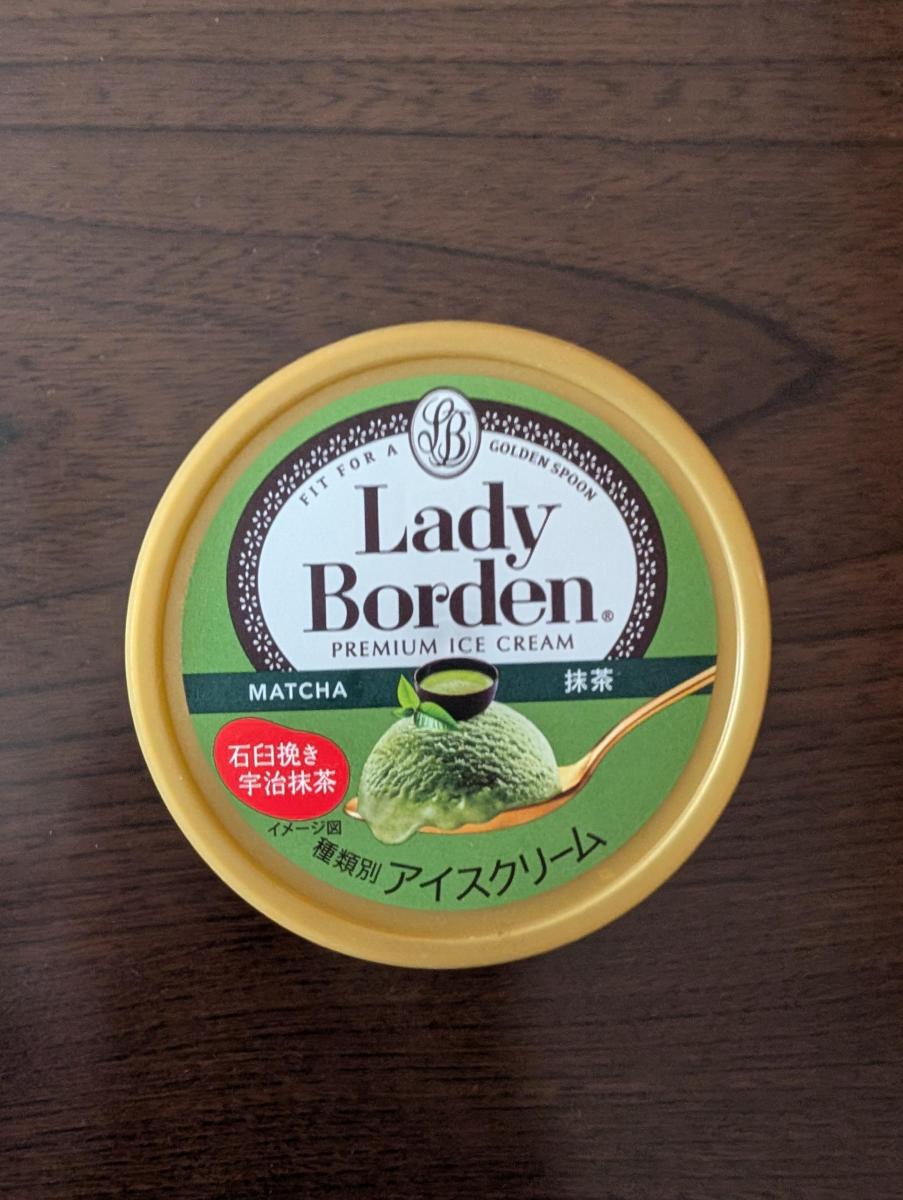 LB
FIT FOR A GOLDEN SPOON
Lady
Borden®
PREMIUM ICE CREAM
MATCHA 抹茶
石臼挽き
宇治抹茶
イメージ図
種類別 アイスクリーム